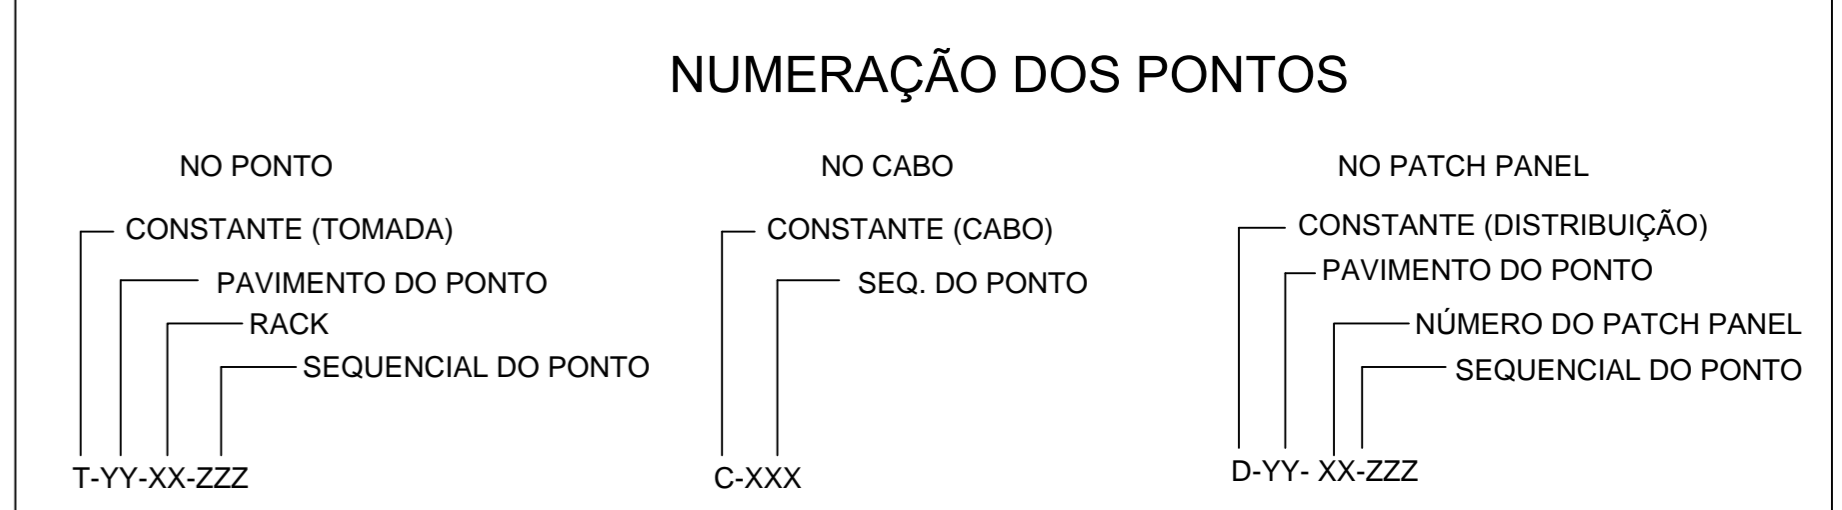 NUMERAÇÃO DOS PONTOS
NO PONTO
CONSTANTE (TOMADA)
PAVIMENTO DO PONTO
RACK
SEQUENCIAL DO PONTO
T-YY-XX-ZZZ
NO CABO
CONSTANTE (CABO)
SEQ. DO PONTO
C-XXX
NO PATCH PANEL
CONSTANTE (DISTRIBUIÇÃO)
PAVIMENTO DO PONTO
NÚMERO DO PATCH PANEL
SEQUENCIAL DO PONTO
D-YY- XX-ZZZ